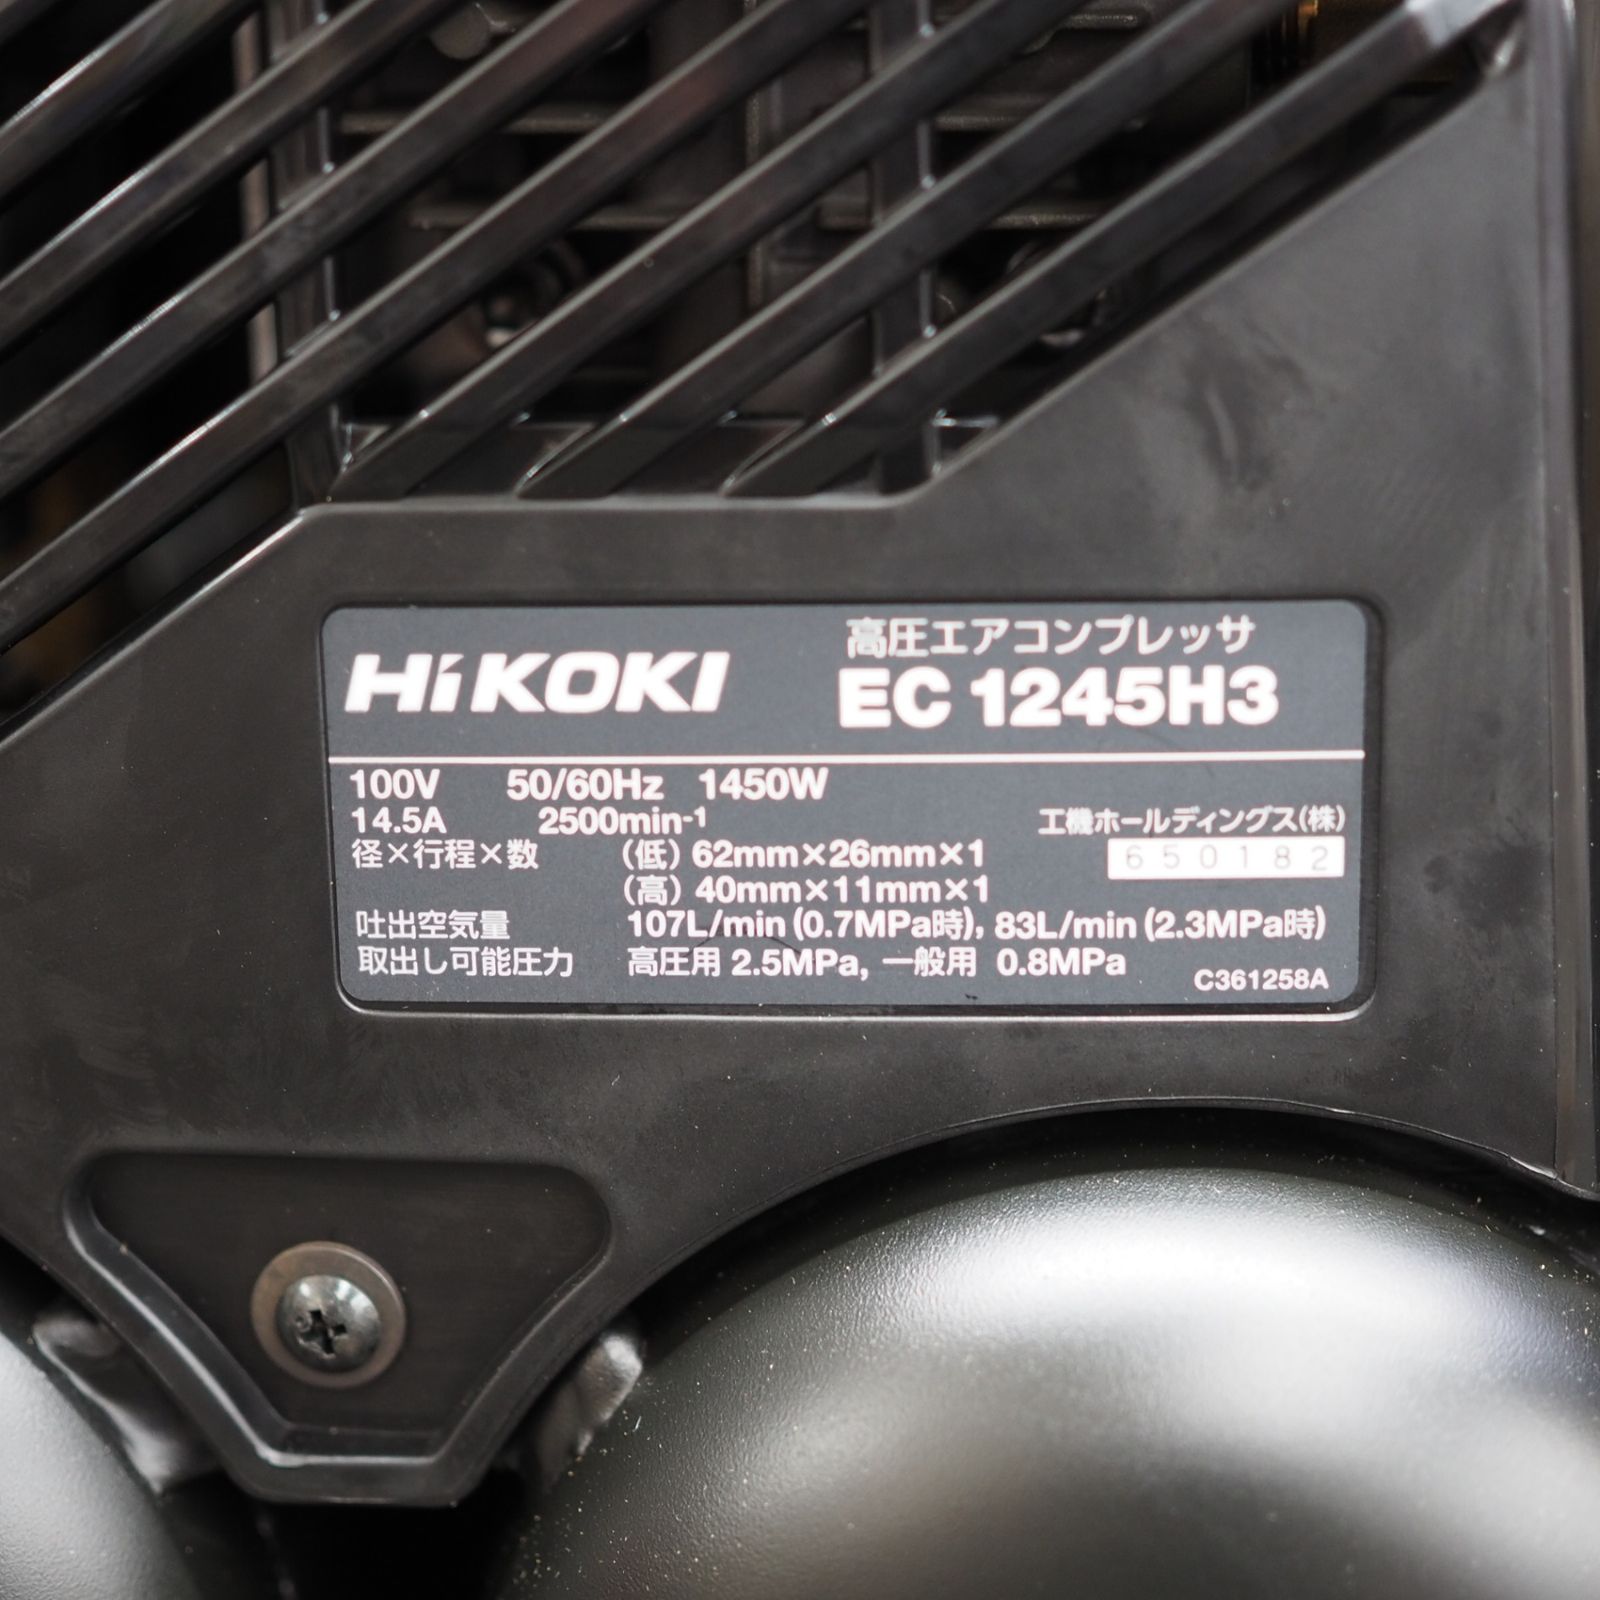 HiKOKI
高圧エアコンプレッサ
EC 1245H3
100V 50/60Hz 1450W
14.5A 2500min-1
工機ホールディングス(株)
径×行程×数 (低) 62mm×26mm×1
650182
(高) 40mm×11mm×1
吐出空気量 107L/min (0.7MPa時), 83L/min (2.3MPa時)
取出し可能圧力 高圧用 2.5MPa, 一般用 0.8MPa
C361258A